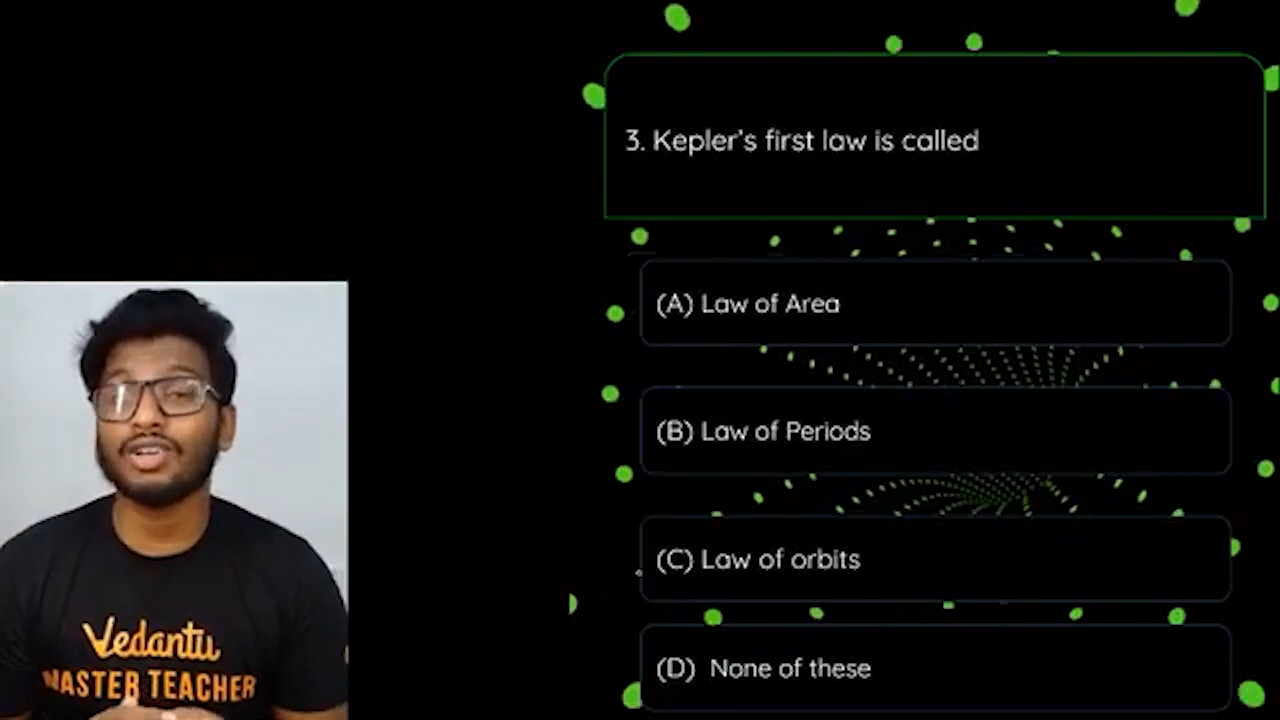 3. Kepler's first law is called
(A) Law of Area
(B) Law of Periods
(C) Law of orbits
(D) None of these
Vedantu
MASTER TEACHER